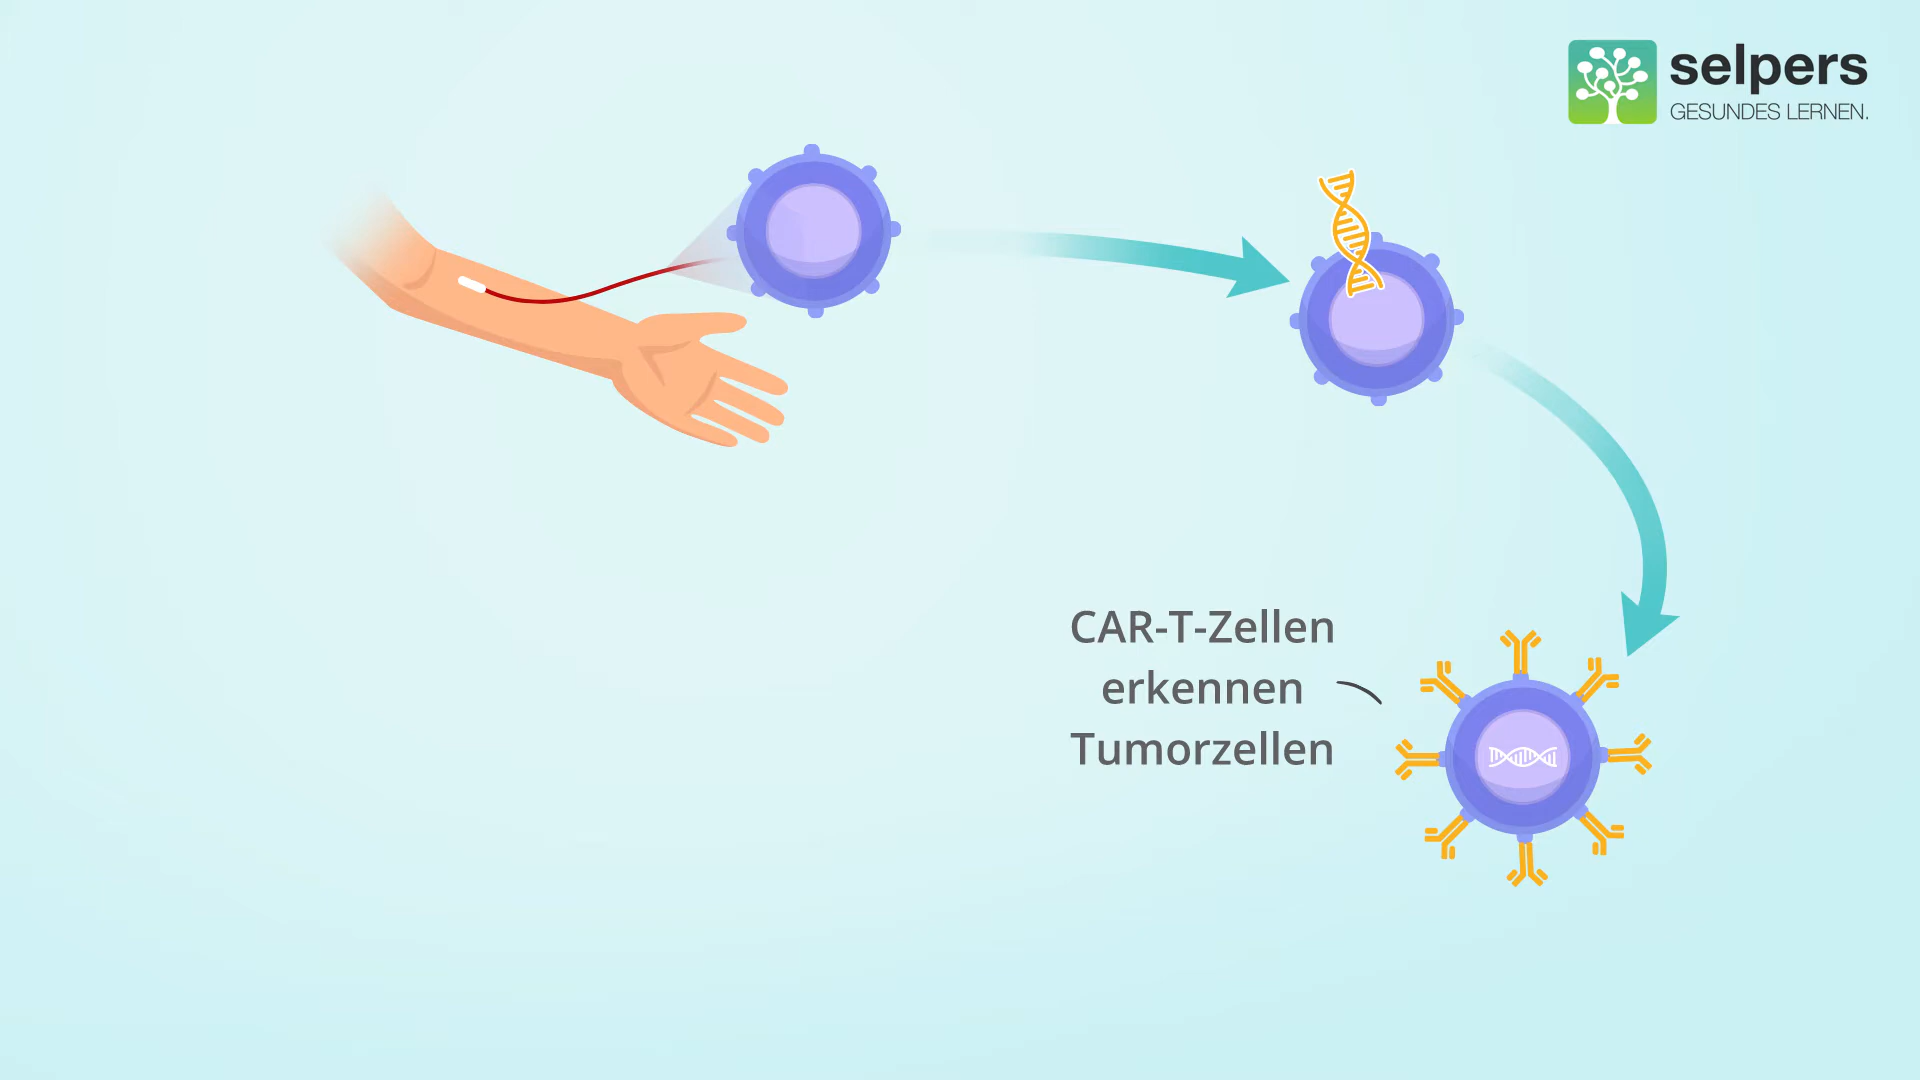 selpers
GESUNDES LERNEN.
CAR-T-Zellen
erkennen
Tumorzellen